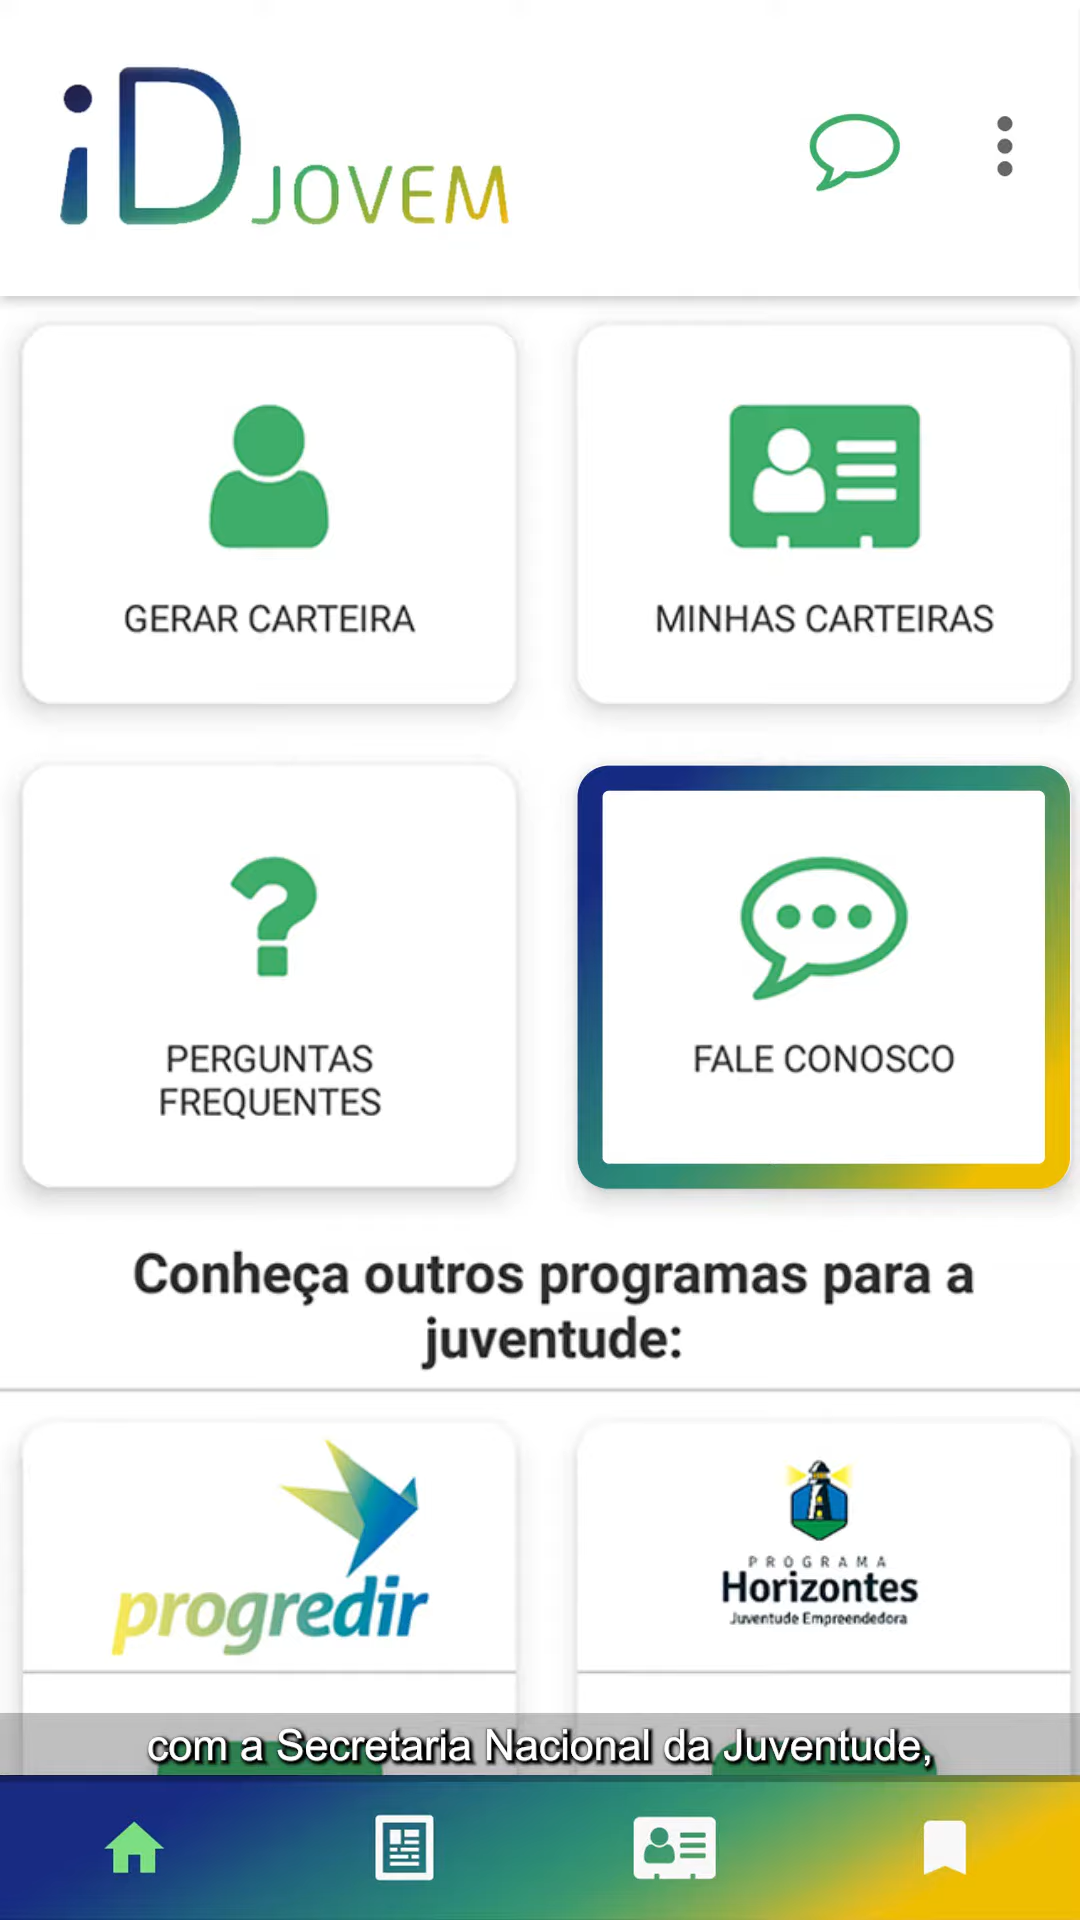 iD JOVEM
GERAR CARTEIRA
MINHAS CARTEIRAS
PERGUNTAS
FREQUENTES
FALE CONOSCO
Conheça outros programas para a
juventude:
progredir
PROGRAMA
Horizontes
Juventude Empreendedora
com a Secretaria Nacional da Juventude,